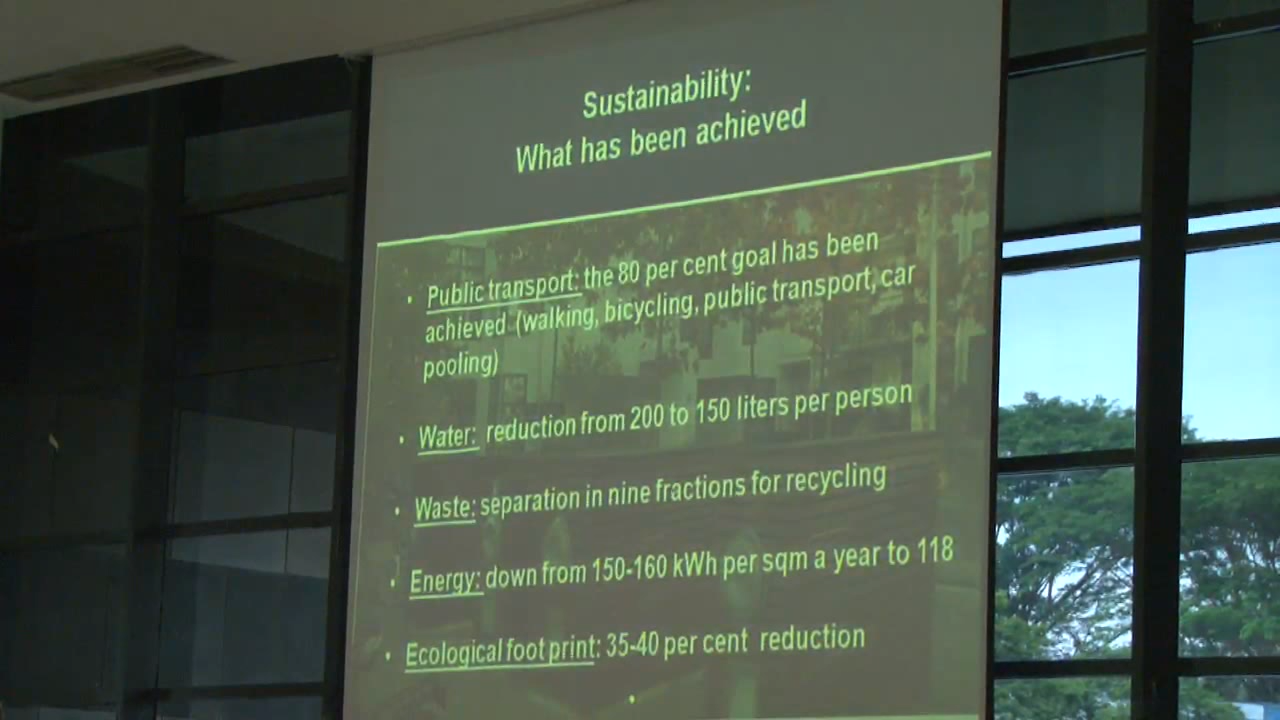 Sustainability:
What has been achieved
• Public transport: the 80 per cent goal has been
achieved (walking, bicycling, public transport, car
pooling)
• Water: reduction from 200 to 150 liters per person
• Waste: separation in nine fractions for recycling
• Energy: down from 150-160 kWh per sqm a year to 118
• Ecological foot print: 35-40 per cent reduction